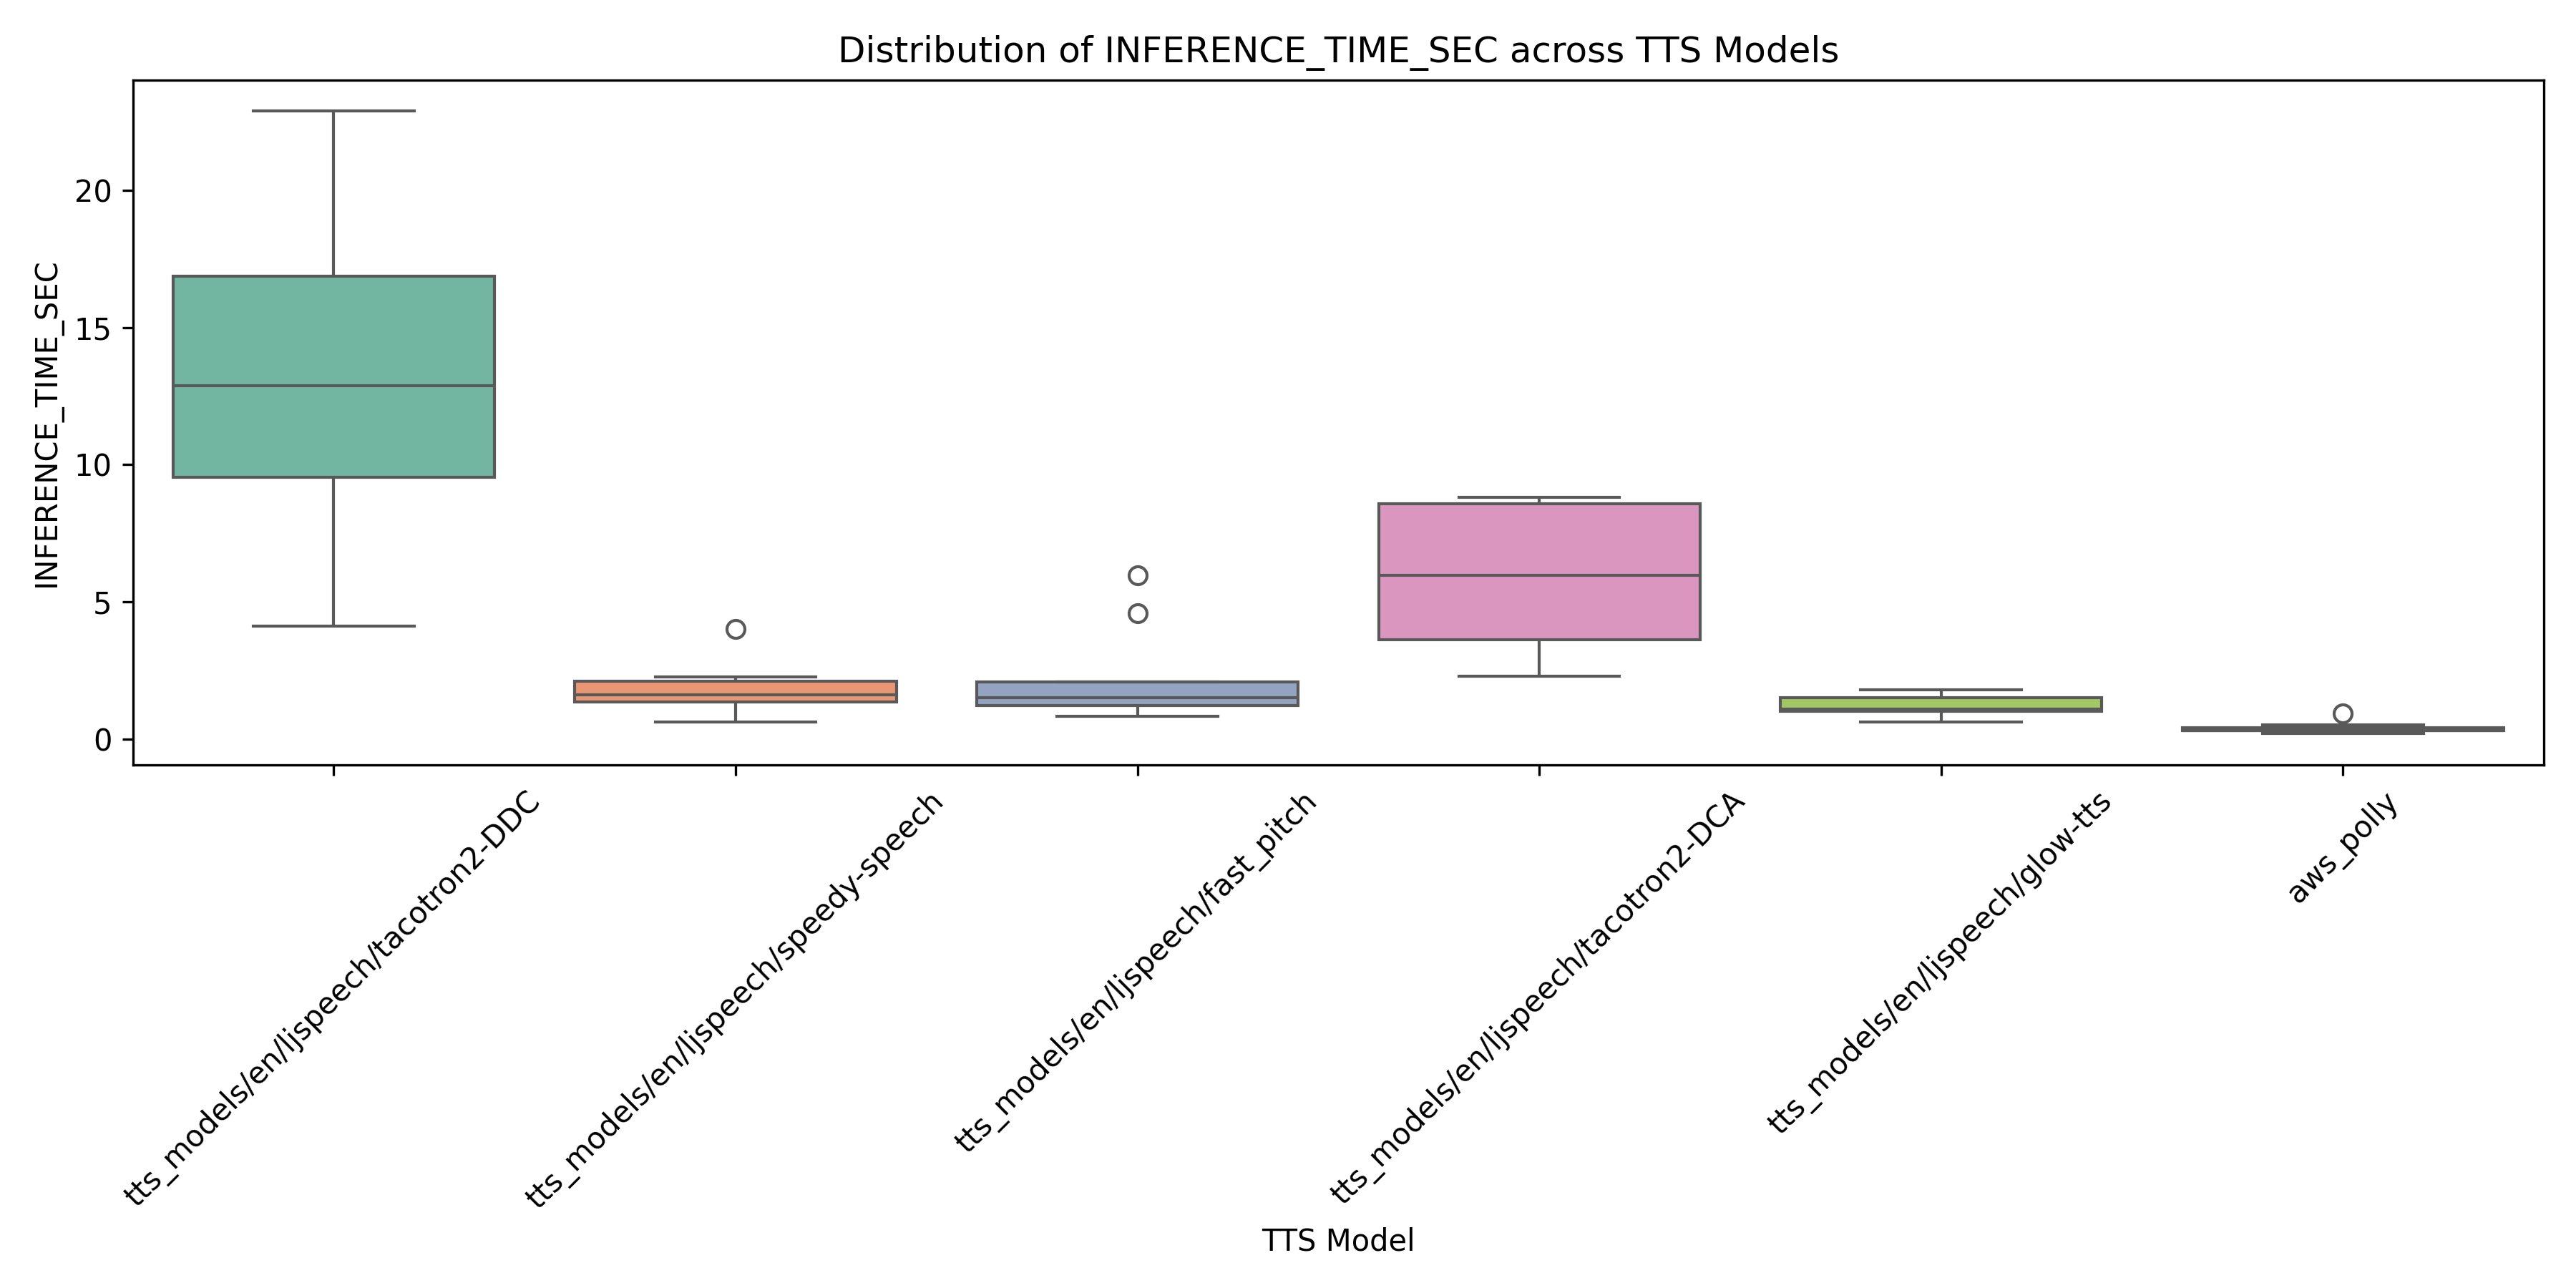 Distribution of INFERENCE_TIME_SEC across TTS Models
INFERENCE_TIME_SEC
20
15
10
5
0
tts_models/en/ljspeech/tacotron2-DDC
tts_models/en/ljspeech/speedy-speech
tts_models/en/ljspeech/fast_pitch
tts_models/en/ljspeech/tacotron2-DCA
tts_models/en/ljspeech/glow-tts
aws_polly
TTS Model